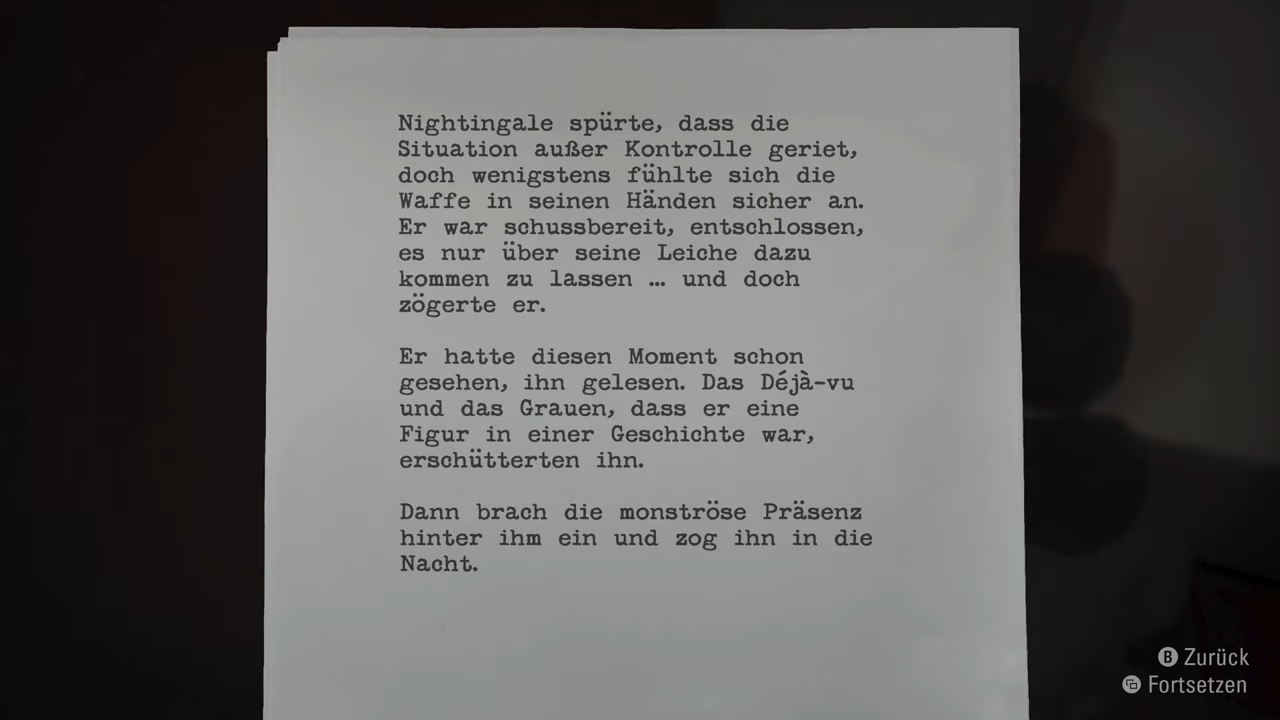 Nightingale spürte, dass die
Situation außer Kontrolle geriet,
doch wenigstens fühlte sich die
Waffe in seinen Händen sicher an.
Er war schussbereit, entschlossen,
es nur über seine Leiche dazu
kommen zu lassen … und doch
zögerte er.
Er hatte diesen Moment schon
gesehen, ihn gelesen. Das Déjà-vu
und das Grauen, dass er eine
Figur in einer Geschichte war,
erschütterten ihn.
Dann brach die monströse Präsenz
hinter ihm ein und zog ihn in die
Nacht.
B Zurück
Fortsetzen